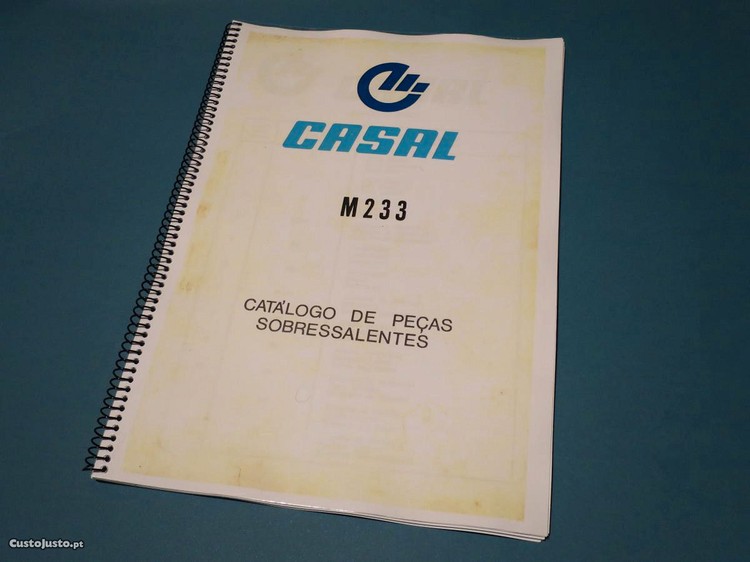 CASAL
M233
CATÁLOGO DE PEÇAS
SOBRESSALENTES
CustoJusto.pt